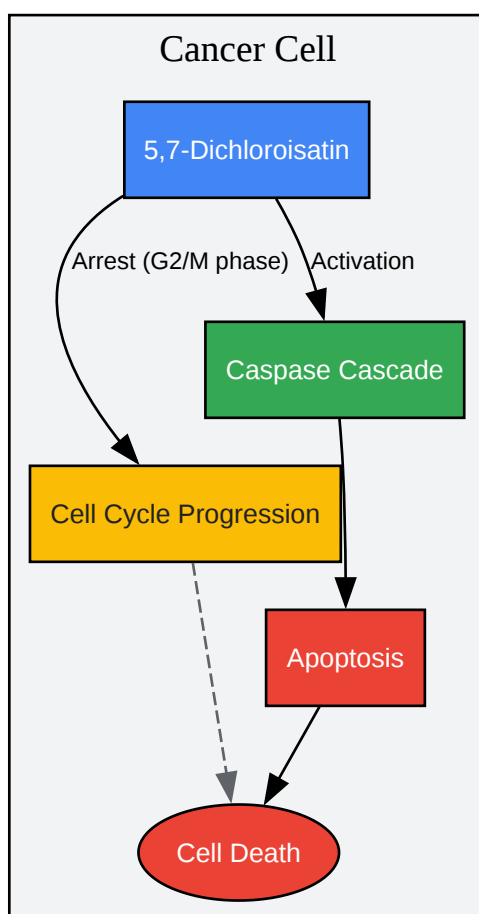 Cancer Cell
5,7-Dichloroisatin
Arrest (G2/M phase)
Activation
Caspase Cascade
Cell Cycle Progression
Apoptosis
Cell Death